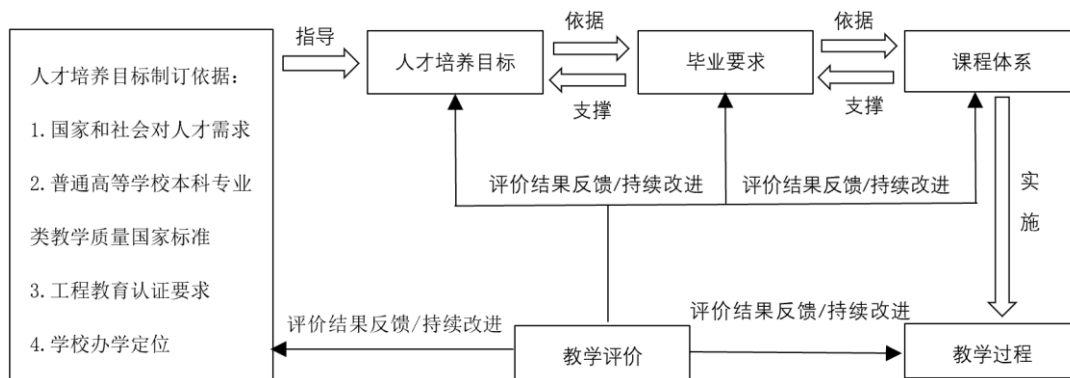 人才培养目标制订依据：
1.国家和社会对人才需求
2.普通高等学校本科专业
类教学质量国家标准
3.工程教育认证要求
4.学校办学定位
指导
人才培养目标
依据
支撑
毕业要求
依据
支撑
课程体系
评价结果反馈/持续改进
评价结果反馈/持续改进
实
施
评价结果反馈/持续改进
教学评价
评价结果反馈/持续改进
教学过程